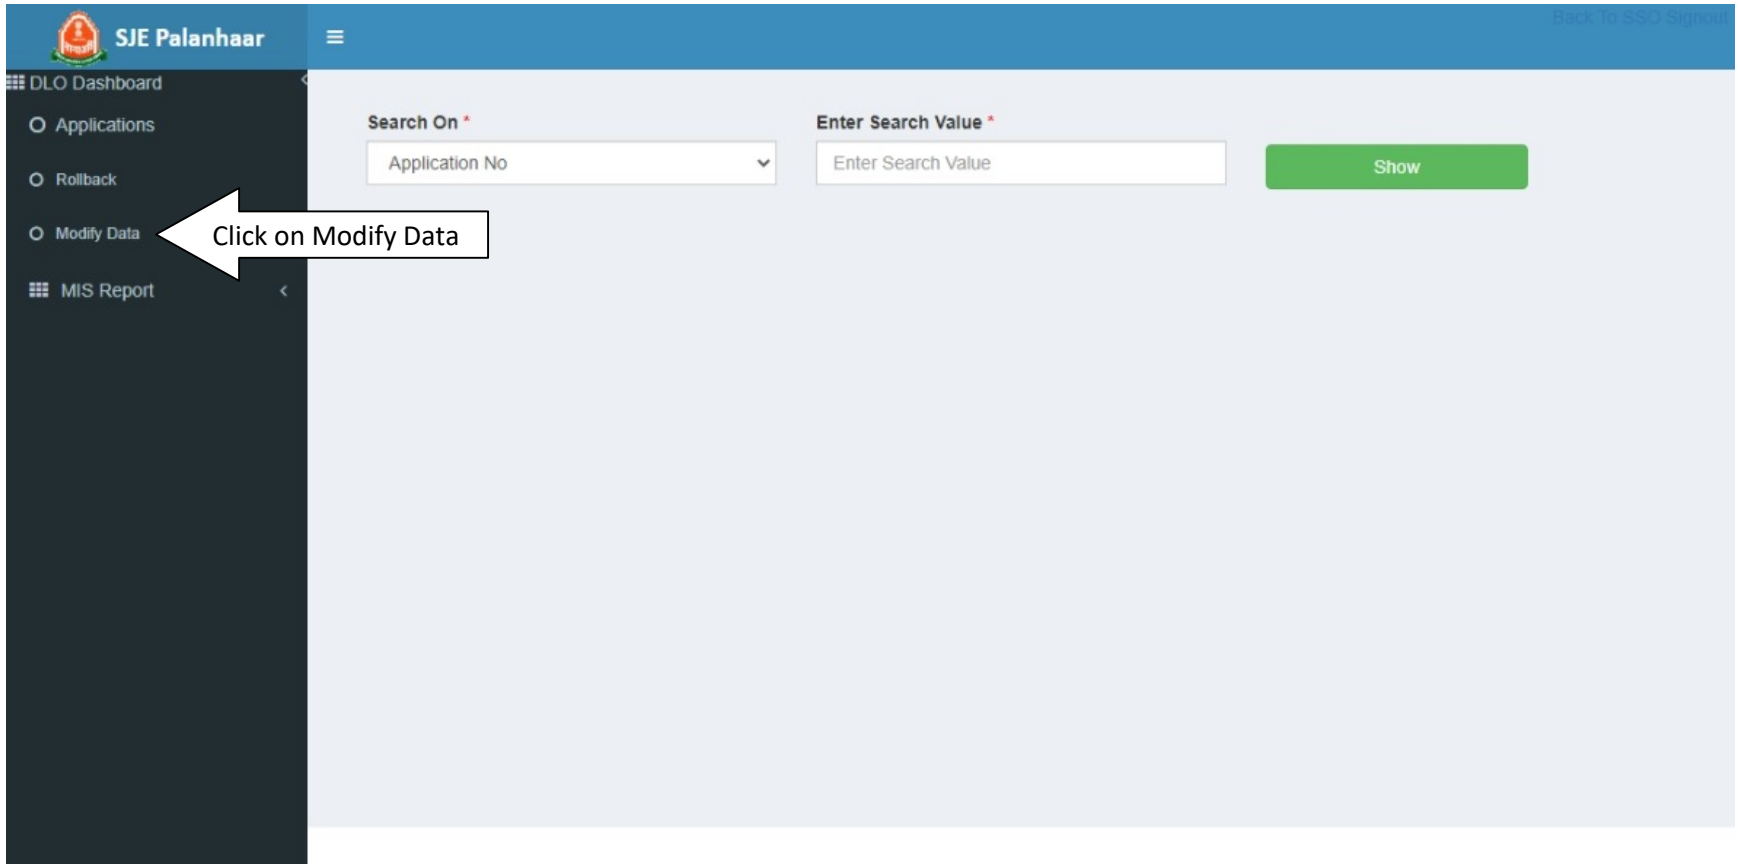 SJE Palanhaar
Back To SSO Signout
DLO Dashboard
Applications
Rollback
Modify Data
MIS Report
Click on Modify Data
Search On *
Application No
Enter Search Value *
Enter Search Value
Show